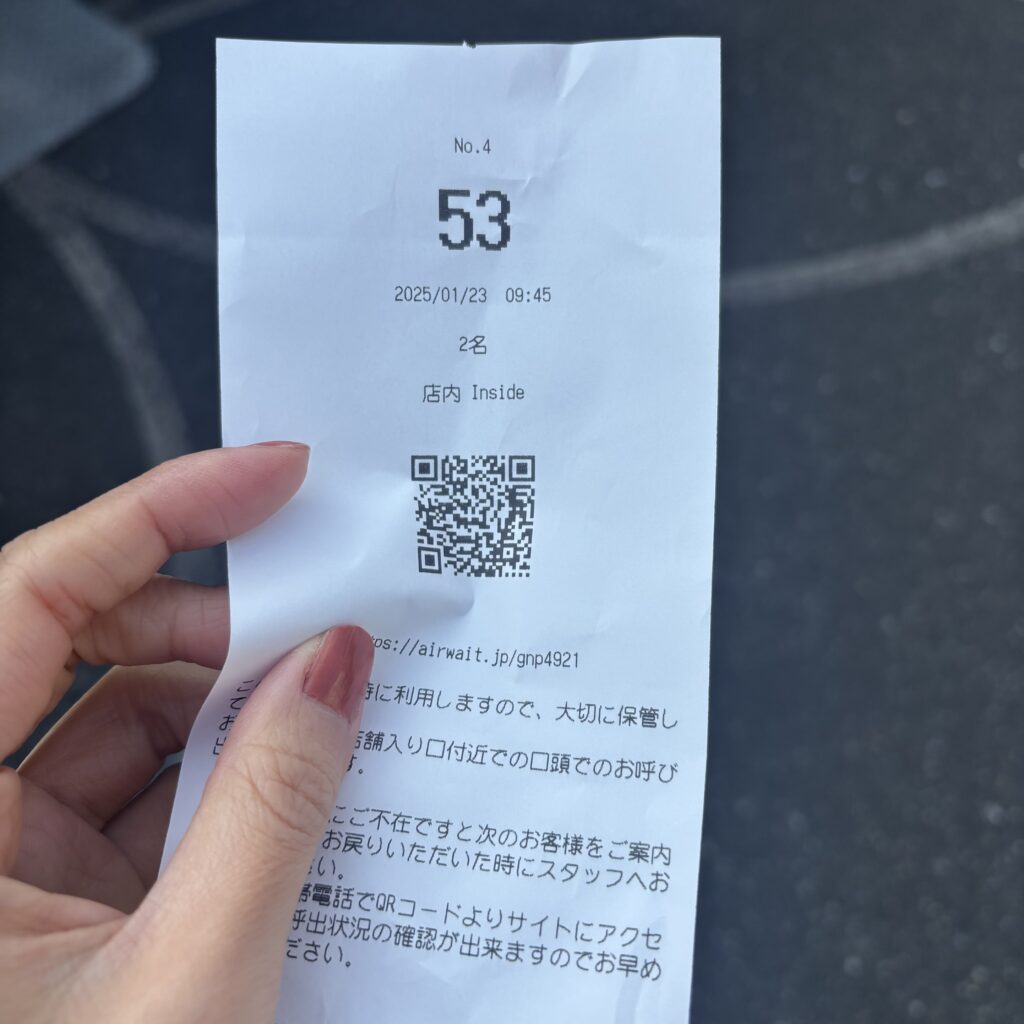 No.4
53
2025/01/23 09:45
2名
店内 Inside
ps://airwait.jp/gnp4921
時に利用しますので、大切に保管し
店舗入り口付近での口頭でのお呼び
す。
にご不在ですと次のお客様をご案内
お戻りいただいた時にスタッフへお
さい。
帯電話でQRコードよりサイトにアクセ
呼出状況の確認が出来ますのでお早め
ださい。